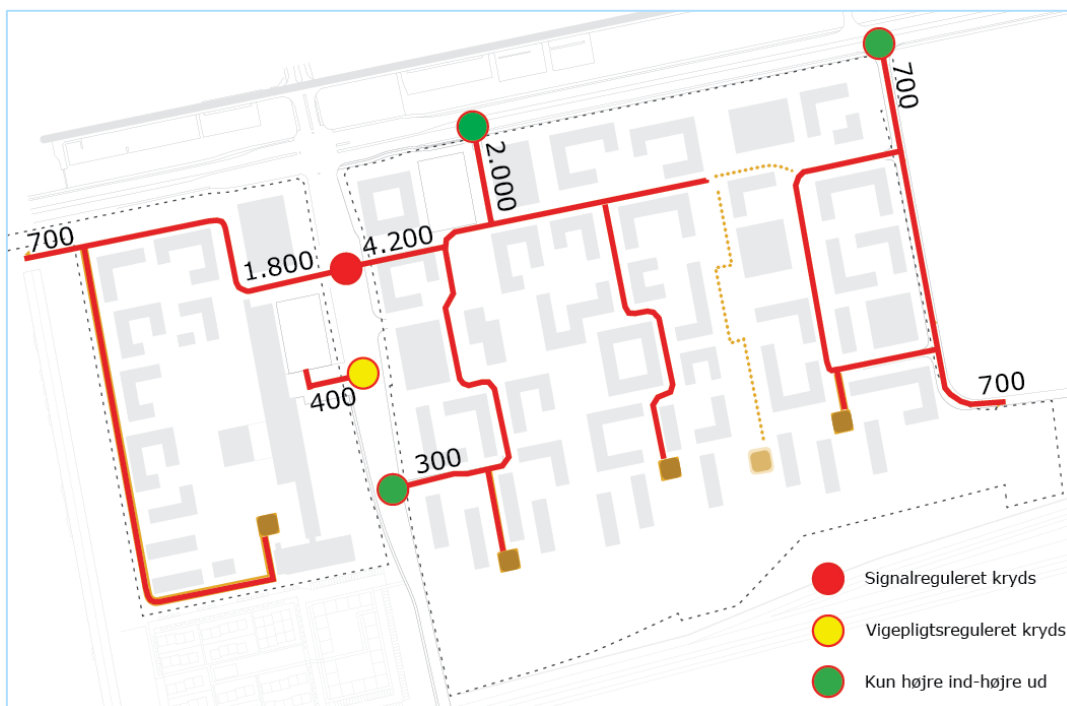 700
2.000
4.200
700
1.800
400
700
300
Signalreguleret kryds
Vigepligtsreguleret kryds
Kun højre ind-højre ud